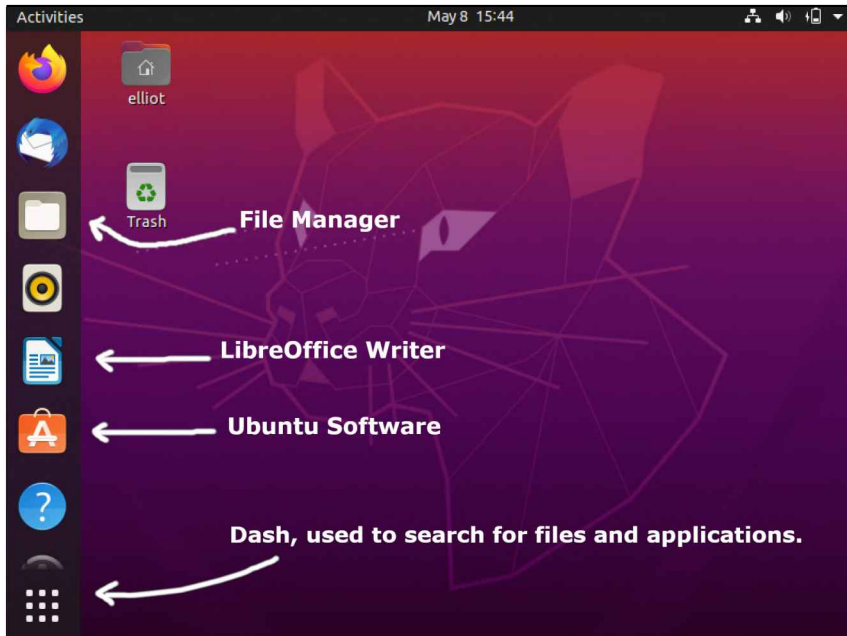 Activities
May 8 15:44
elliot
Trash
File Manager
LibreOffice Writer
Ubuntu Software
Dash, used to search for files and applications.